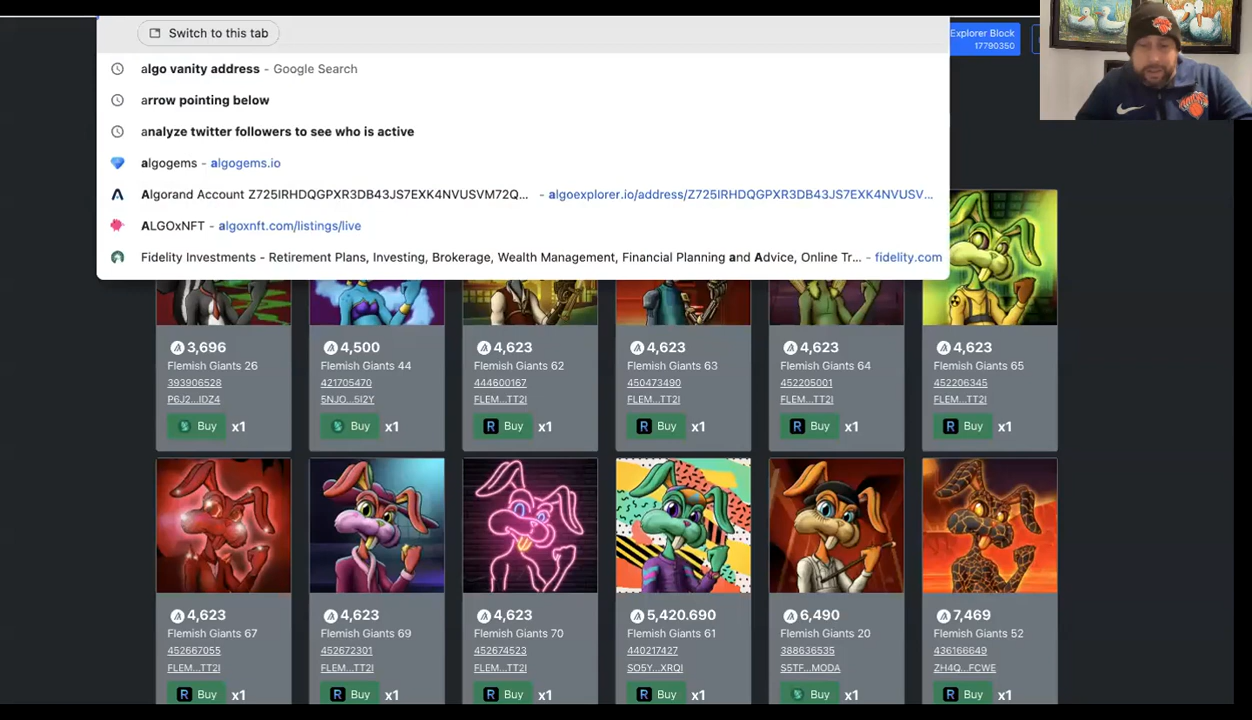 Switch to this tab
Explorer Block
17790350
algo vanity address - Google Search
arrow pointing below
analyze twitter followers to see who is active
algogems - algogems.io
Algorand Account Z725IRHDQGPXR3DB43JS7EXK4NVUSVM72Q... - algoexplorer.io/address/Z725IRHDQGPXR3DB43JS7EXK4NVUSV...
ALGOxNFT - algoxnft.com/listings/live
Fidelity Investments - Retirement Plans, Investing, Brokerage, Wealth Management, Financial Planning and Advice, Online Tr... - fidelity.com
3,696 4,500 4,623 4,623 4,623 4,623
Flemish Giants 26 Flemish Giants 44 Flemish Giants 62 Flemish Giants 63 Flemish Giants 64 Flemish Giants 65
393906528 421705470 444600167 450473490 452205001 452206345
P6J2...IDZ4 5NJO...5I2Y FLEM...TT2I FLEM...TT2I FLEM...TT2I FLEM...TT2I
Buy x1 Buy x1 R Buy x1 R Buy x1 R Buy x1 R Buy x1
4,623 4,623 4,623 5,420.690 6,490 7,469
Flemish Giants 67 Flemish Giants 69 Flemish Giants 70 Flemish Giants 61 Flemish Giants 20 Flemish Giants 52
452667055 452672301 452674523 440217427 388636535 436166649
FLEM...TT2I FLEM...TT2I FLEM...TT2I SO5Y...XRQI S5TF...MODA ZH4Q...FCWE
R Buy x1 R Buy x1 R Buy x1 R Buy x1 Buy x1 R Buy x1